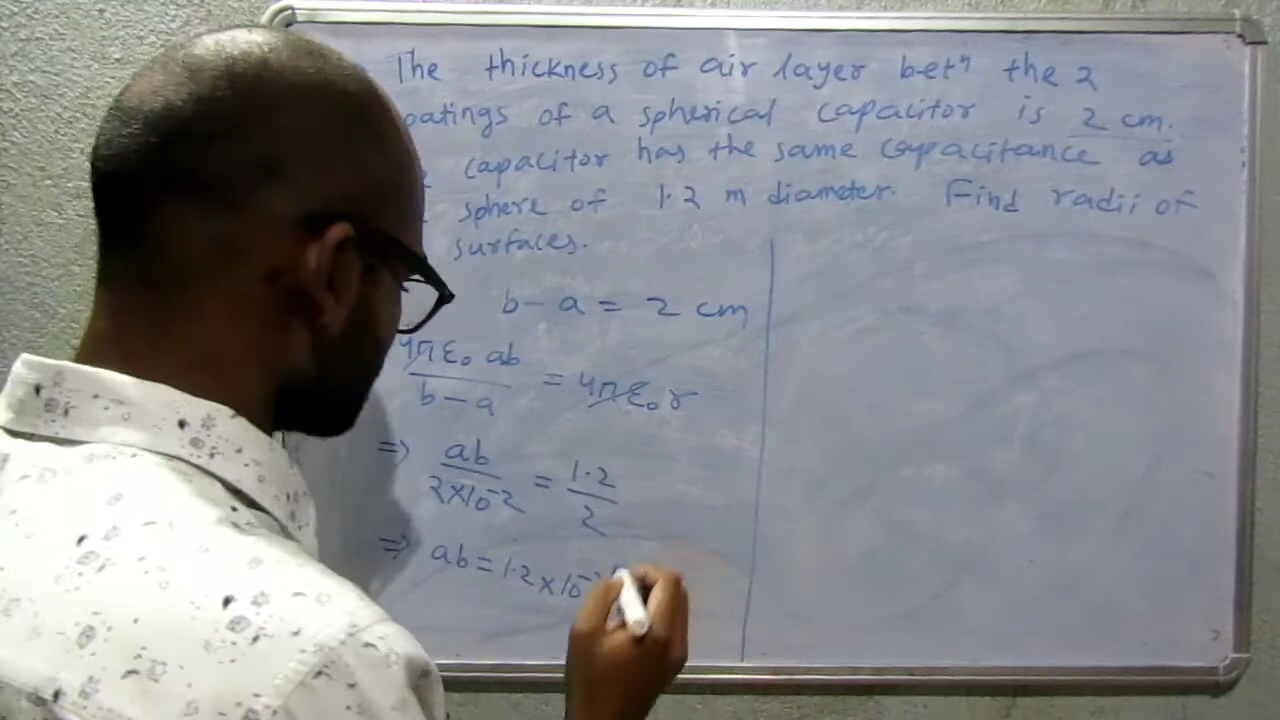 The thickness of air layer betⁿ the 2
oatings of a spherical capacitor is 2 cm.
capacitor has the same capacitance as
sphere of 1.2 m diameter. Find radii of
surfaces.
b - a = 2 cm
4πε₀ ab / b - a = 4πε₀ r
⇒ ab / 2×10⁻² = 1.2 / 2
⇒ ab = 1.2 × 10⁻²